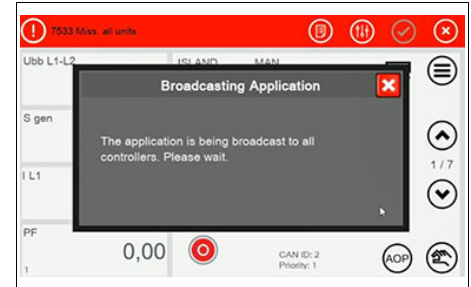 7533 Miss. all units
Ubb L1-L2
ISLAND MAN
Broadcasting Application
S gen
The application is being broadcast to all
controllers. Please wait.
I L1
1 / 7
PF
0,00
CAN ID: 2
Priority: 1
AOP
1